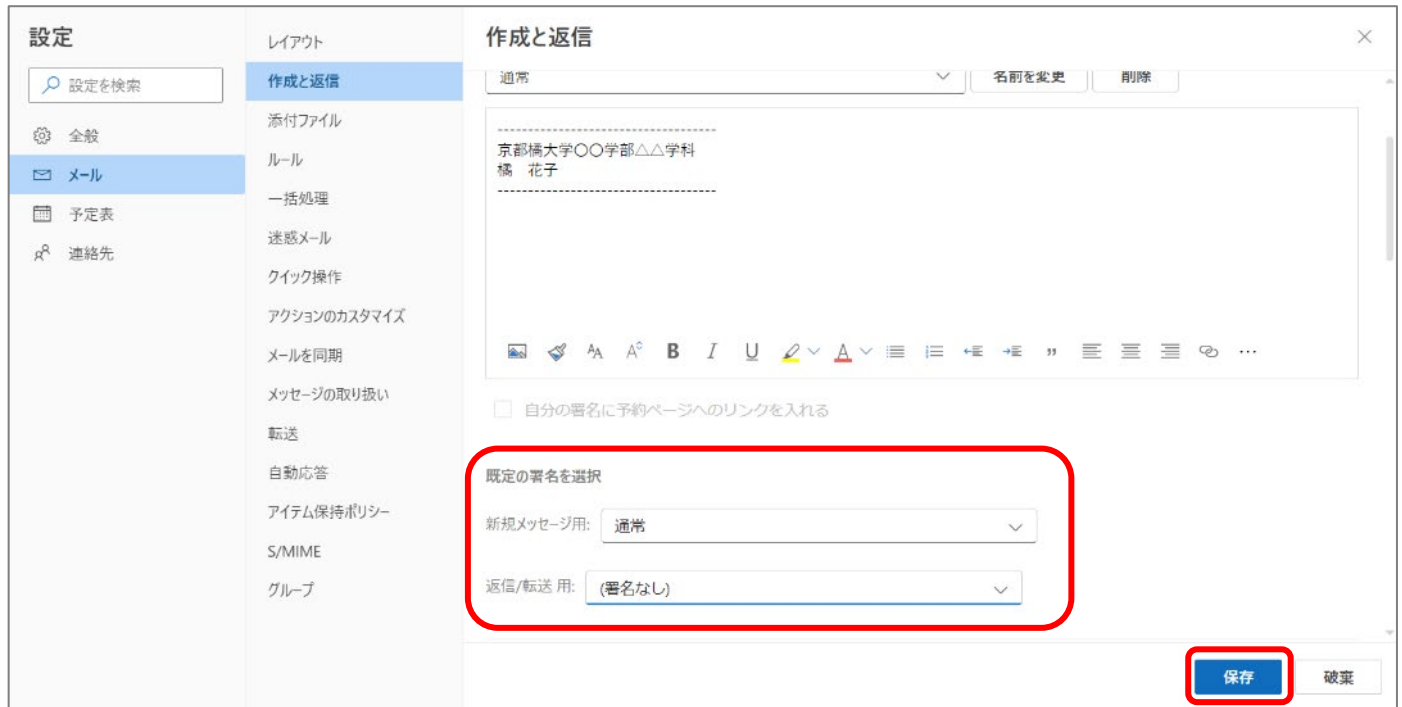 設定
設定を検索
全般
メール
予定表
連絡先
レイアウト
作成と返信
添付ファイル
ルール
一括処理
迷惑メール
クイック操作
アクションのカスタマイズ
メールを同期
メッセージの取り扱い
転送
自動応答
アイテム保持ポリシー
S/MIME
グループ
作成と返信
通常 名前を変更 削除
------------------------------------
京都橘大学〇〇学部△△学科
橘　花子
------------------------------------
自分の署名に予約ページへのリンクを入れる
既定の署名を選択
新規メッセージ用: 通常
返信/転送 用: (署名なし)
保存 破棄